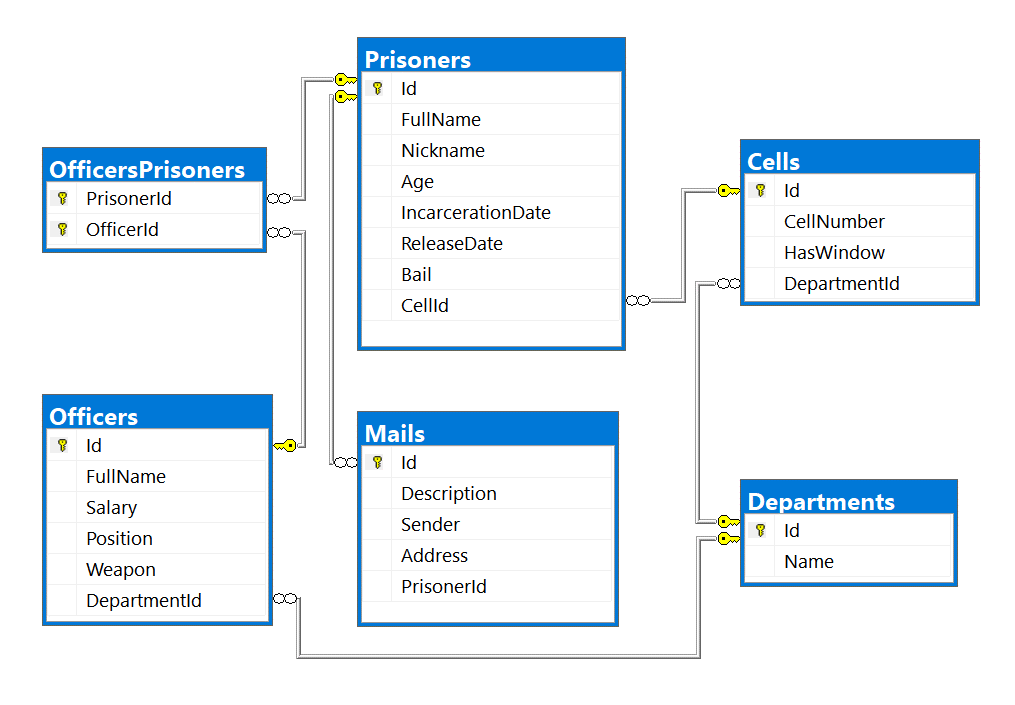 Prisoners
Id
FullName
Nickname
Age
IncarcerationDate
ReleaseDate
Bail
CellId
OfficersPrisoners
PrisonerId
OfficerId
Cells
Id
CellNumber
HasWindow
DepartmentId
Officers
Id
FullName
Salary
Position
Weapon
DepartmentId
Mails
Id
Description
Sender
Address
PrisonerId
Departments
Id
Name